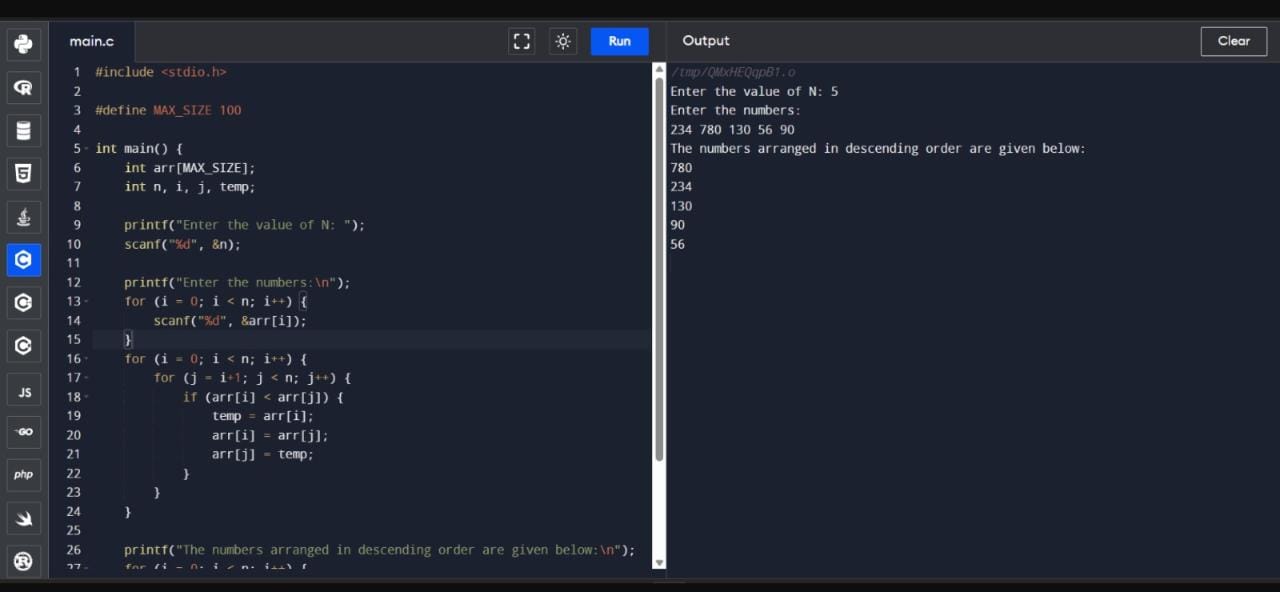 main.c
Run
Output
Clear
1 #include <stdio.h>
2
3 #define MAX_SIZE 100
4
5 int main() {
6 int arr[MAX_SIZE];
7 int n, i, j, temp;
8
9 printf("Enter the value of N: ");
10 scanf("%d", &n);
11
12 printf("Enter the numbers:\n");
13 for (i = 0; i < n; i++) {
14 scanf("%d", &arr[i]);
15 }
16 for (i = 0; i < n; i++) {
17 for (j = i+1; j < n; j++) {
18 if (arr[i] < arr[j]) {
19 temp = arr[i];
20 arr[i] = arr[j];
21 arr[j] = temp;
22 }
23 }
24 }
25
26 printf("The numbers arranged in descending order are given below:\n");
27 for (i = 0; i < n; i++) {
/tmp/QMxHEQqpB1.o
Enter the value of N: 5
Enter the numbers:
234 780 130 56 90
The numbers arranged in descending order are given below:
780
234
130
90
56
JS
GO
php